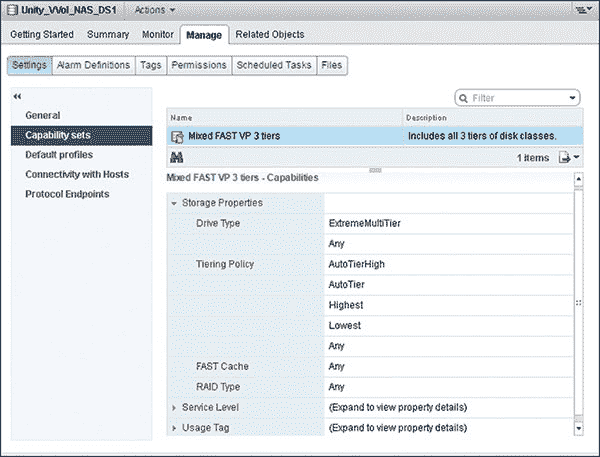 Unity_VVol_NAS_DS1 Actions
Getting Started Summary Monitor Manage Related Objects
Settings Alarm Definitions Tags Permissions Scheduled Tasks Files
Filter
General
Capability sets
Default profiles
Connectivity with Hosts
Protocol Endpoints
Name Description
Mixed FAST VP 3 tiers Includes all 3 tiers of disk classes.
1 items
Mixed FAST VP 3 tiers - Capabilities
Storage Properties
Drive Type ExtremeMultiTier
Any
Tiering Policy AutoTierHigh
AutoTier
Highest
Lowest
Any
FAST Cache Any
RAID Type Any
Service Level (Expand to view property details)
Usage Tag (Expand to view property details)